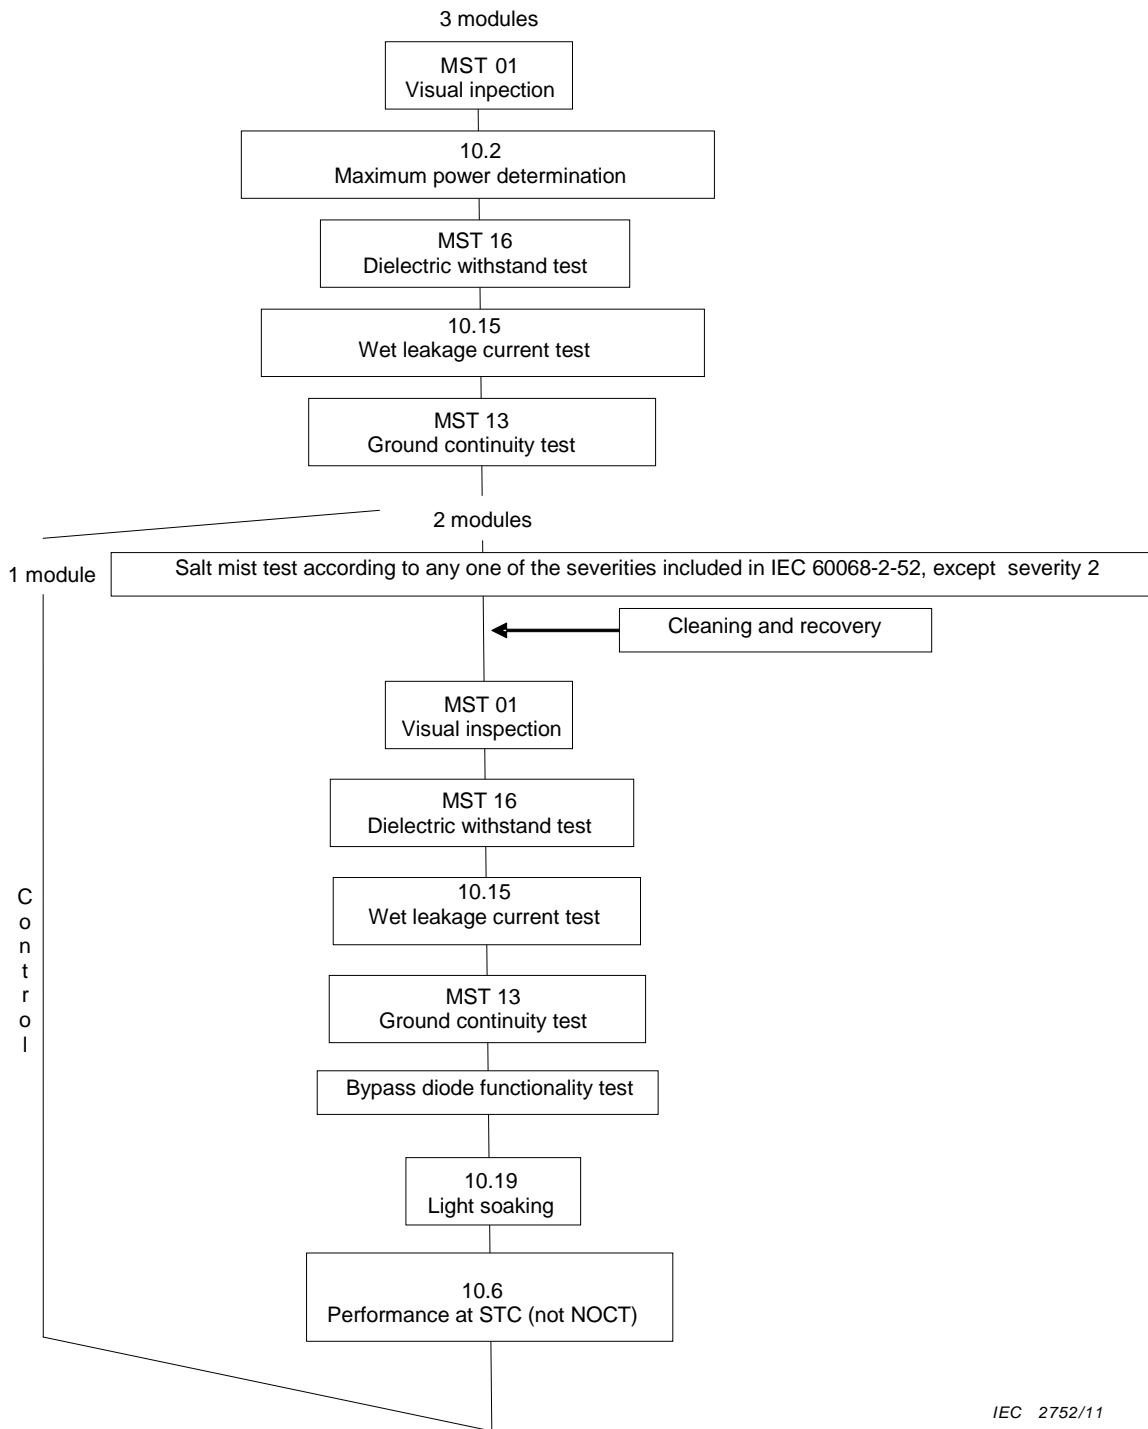 3 modules
MST 01
Visual inpection
10.2
Maximum power determination
MST 16
Dielectric withstand test
10.15
Wet leakage current test
MST 13
Ground continuity test
2 modules
1 module
Salt mist test according to any one of the severities included in IEC 60068-2-52, except severity 2
Cleaning and recovery
MST 01
Visual inspection
MST 16
Dielectric withstand test
10.15
Wet leakage current test
Control
MST 13
Ground continuity test
Bypass diode functionality test
10.19
Light soaking
10.6
Performance at STC (not NOCT)
IEC 2752/11